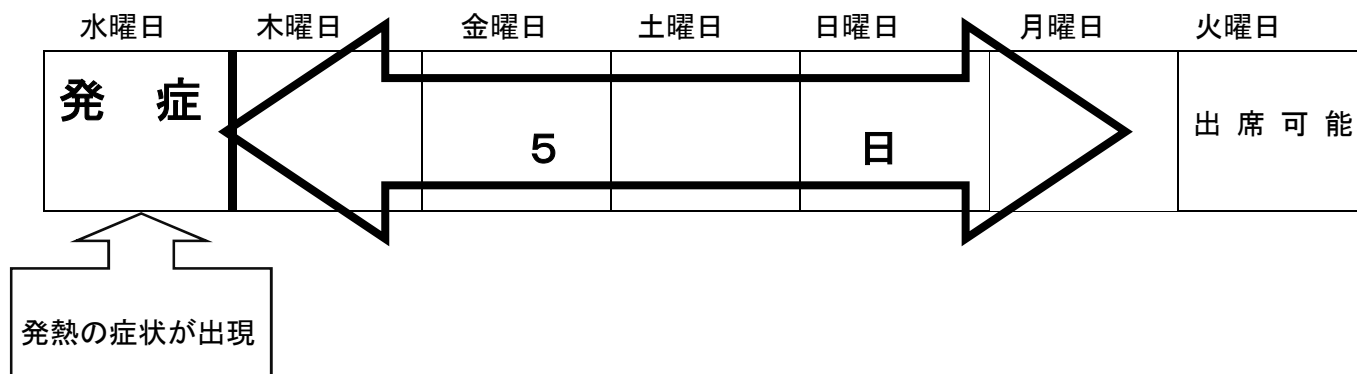 水曜日 木曜日 金曜日 土曜日 日曜日 月曜日 火曜日
発 症
5 日
出 席 可 能
発熱の症状が出現